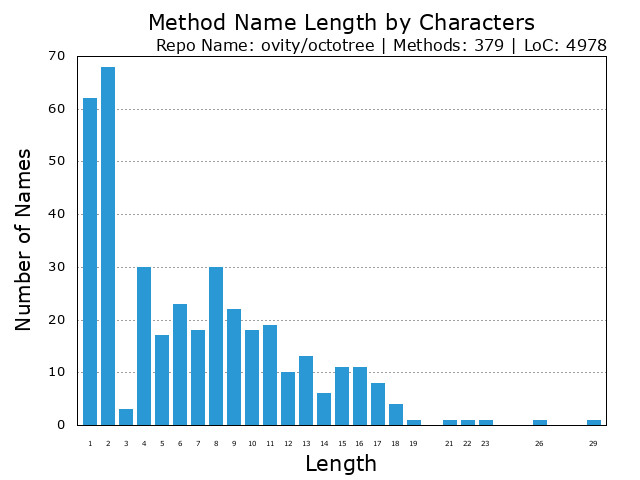 Method Name Length by Characters
Repo Name: ovity/octotree | Methods: 379 | LoC: 4978
70
60
50
40
30
20
10
0
Number of Names
1 2 3 4 5 6 7 8 9 10 11 12 13 14 15 16 17 18 19 21 22 23 26 29
Length